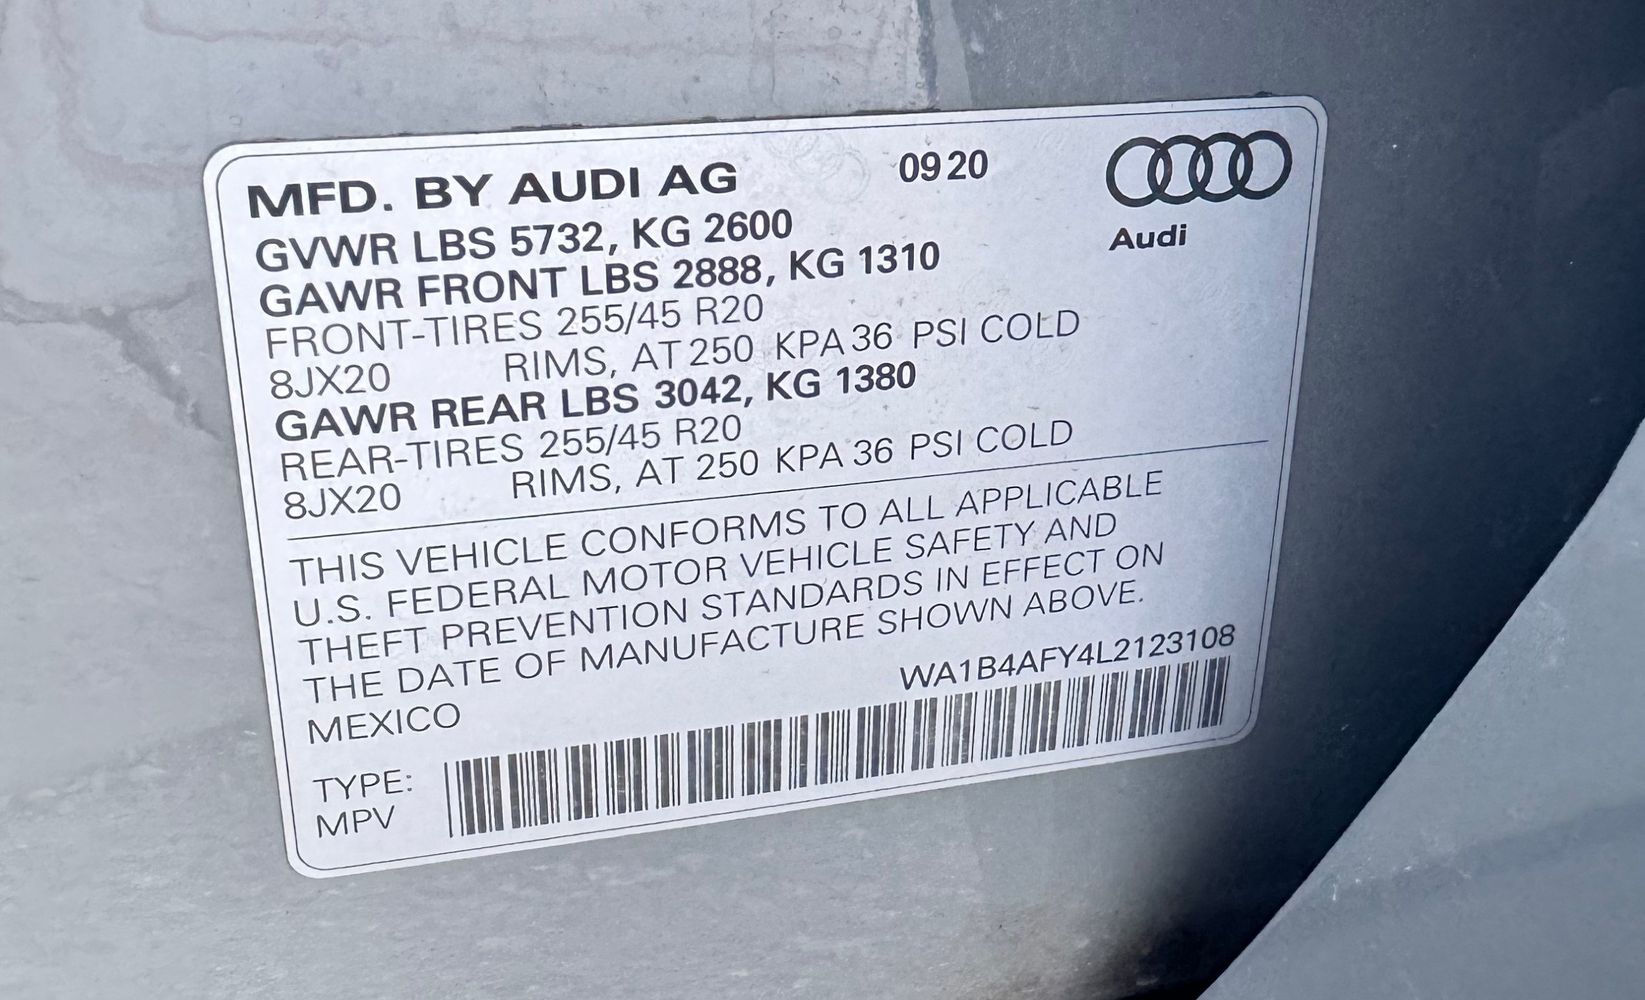 MFD. BY AUDI AG 0920
Audi
GVWR LBS 5732, KG 2600
GAWR FRONT LBS 2888, KG 1310
FRONT-TIRES 255/45 R20
8JX20 RIMS, AT 250 KPA 36 PSI COLD
GAWR REAR LBS 3042, KG 1380
REAR-TIRES 255/45 R20
8JX20 RIMS, AT 250 KPA 36 PSI COLD
THIS VEHICLE CONFORMS TO ALL APPLICABLE
U.S. FEDERAL MOTOR VEHICLE SAFETY AND
THEFT PREVENTION STANDARDS IN EFFECT ON
THE DATE OF MANUFACTURE SHOWN ABOVE.
MEXICO WA1B4AFY4L2123108
TYPE:
MPV